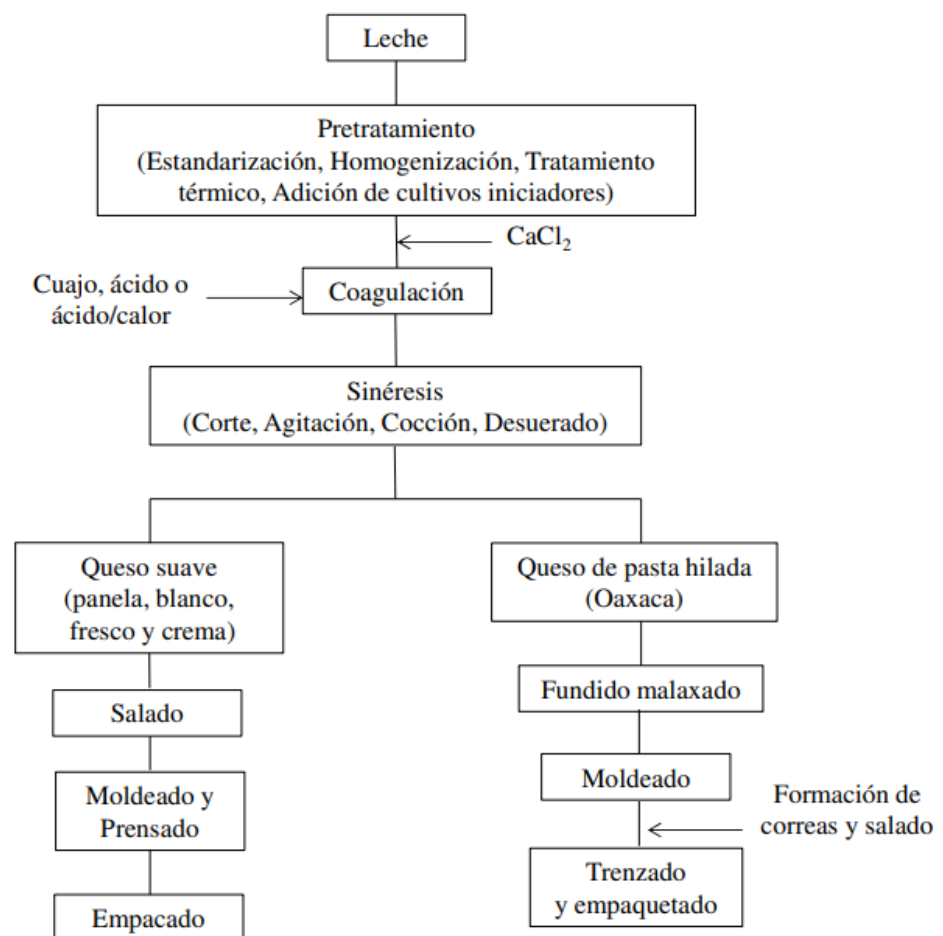 Leche
Pretratamiento
(Estandarización, Homogenización, Tratamiento
térmico, Adición de cultivos iniciadores)
CaCl₂
Cuajo, ácido o
ácido/calor
Coagulación
Sinéresis
(Corte, Agitación, Cocción, Desuerado)
Queso suave
(panela, blanco,
fresco y crema)
Salado
Moldeado y
Prensado
Empacado
Queso de pasta hilada
(Oaxaca)
Fundido malaxado
Moldeado
Formación de
correas y salado
Trenzado
y empaquetado